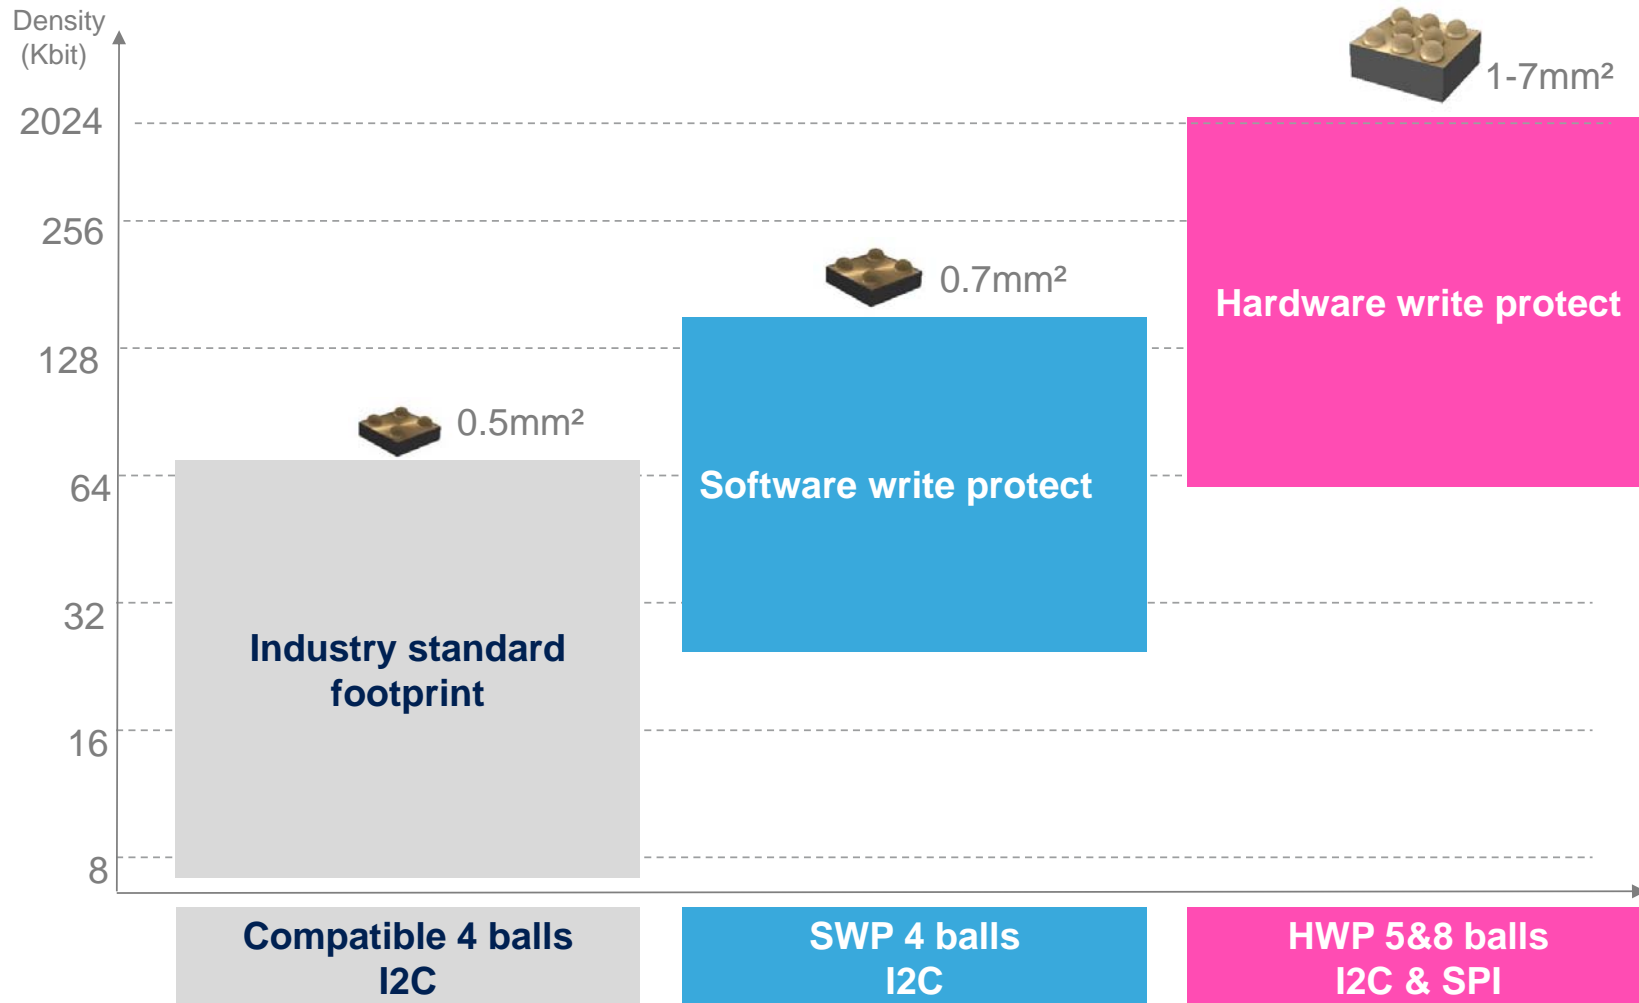 Density
(Kbit)
1-7mm²
2024
256
0.7mm²
Hardware write protect
128
0.5mm²
64
Software write protect
32
Industry standard
footprint
16
8
Compatible 4 balls
I2C
SWP 4 balls
I2C
HWP 5&8 balls
I2C & SPI